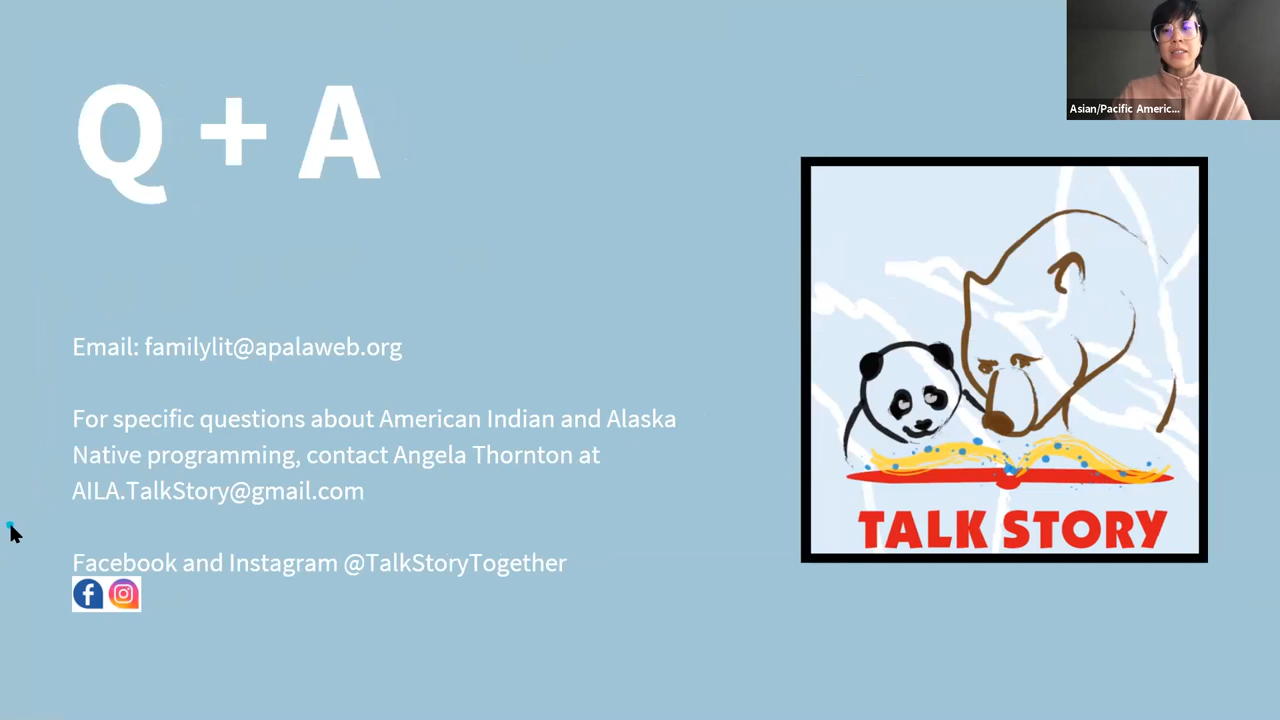 Q + A
Asian/Pacific Americ...
Email: familylit@apalaweb.org
For specific questions about American Indian and Alaska
Native programming, contact Angela Thornton at
AILA.TalkStory@gmail.com
Facebook and Instagram @TalkStoryTogether
TALK STORY